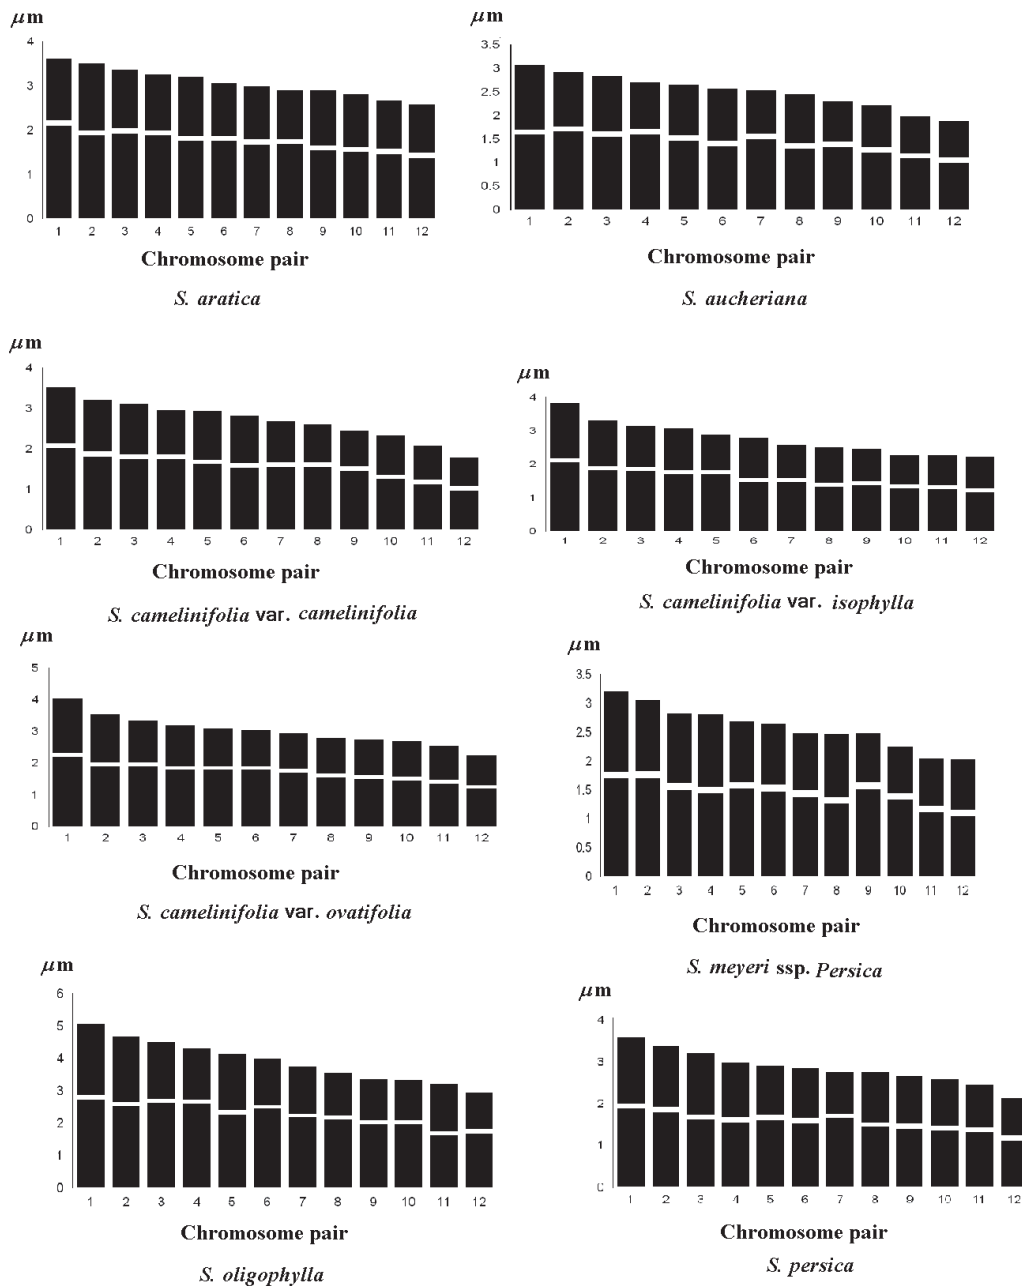 μm
4
3
2
1
0
1 2 3 4 5 6 7 8 9 10 11 12
Chromosome pair
S. aratica
μm
3.5
3
2.5
2
1.5
1
0.5
0
1 2 3 4 5 6 7 8 9 10 11 12
Chromosome pair
S. aucheriana
μm
4
3
2
1
0
1 2 3 4 5 6 7 8 9 10 11 12
Chromosome pair
S. camelinifolia var. camelinifolia
μm
4
3
2
1
0
1 2 3 4 5 6 7 8 9 10 11 12
Chromosome pair
S. camelinifolia var. isophylla
μm
5
4
3
2
1
0
1 2 3 4 5 6 7 8 9 10 11 12
Chromosome pair
S. camelinifolia var. ovatifolia
μm
3.5
3
2.5
2
1.5
1
0.5
0
1 2 3 4 5 6 7 8 9 10 11 12
Chromosome pair
S. meyeri ssp. Persica
μm
6
5
4
3
2
1
0
1 2 3 4 5 6 7 8 9 10 11 12
Chromosome pair
S. oligophylla
μm
4
3
2
1
0
1 2 3 4 5 6 7 8 9 10 11 12
Chromosome pair
S. persica